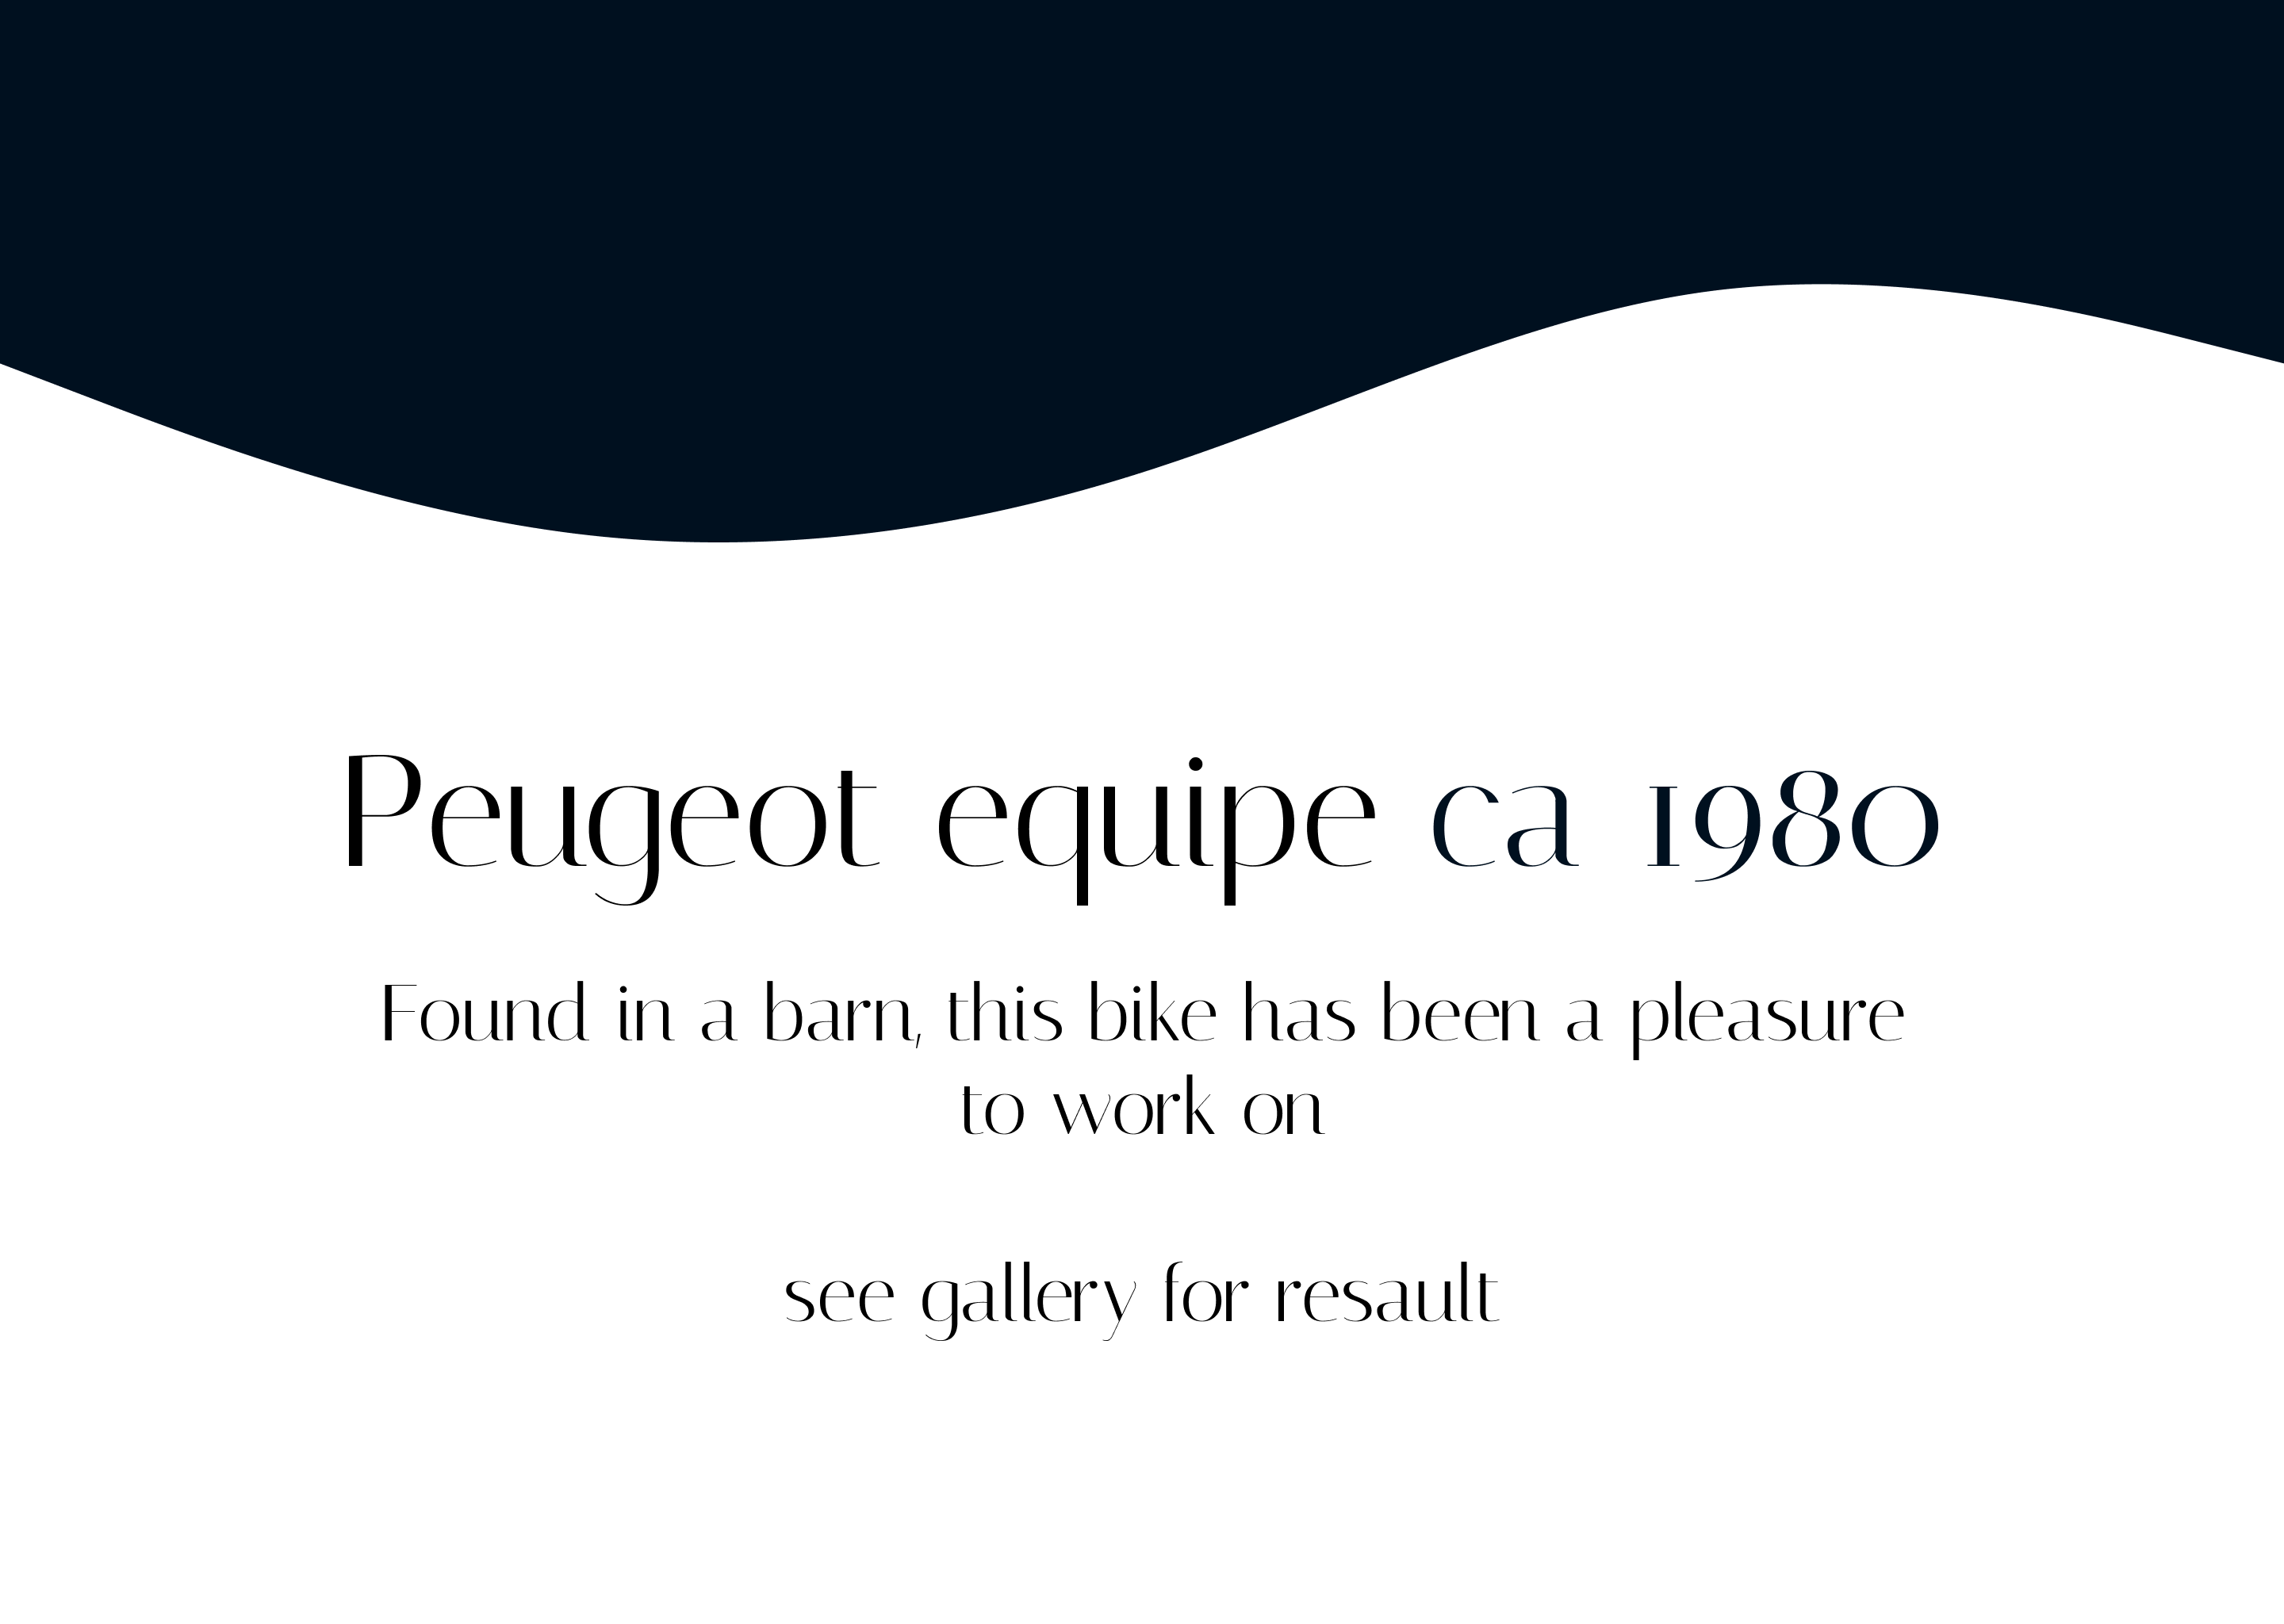 Peugeot equipe ca 1980
Found in a barn, this bike has been a pleasure
to work on
see gallery for resault